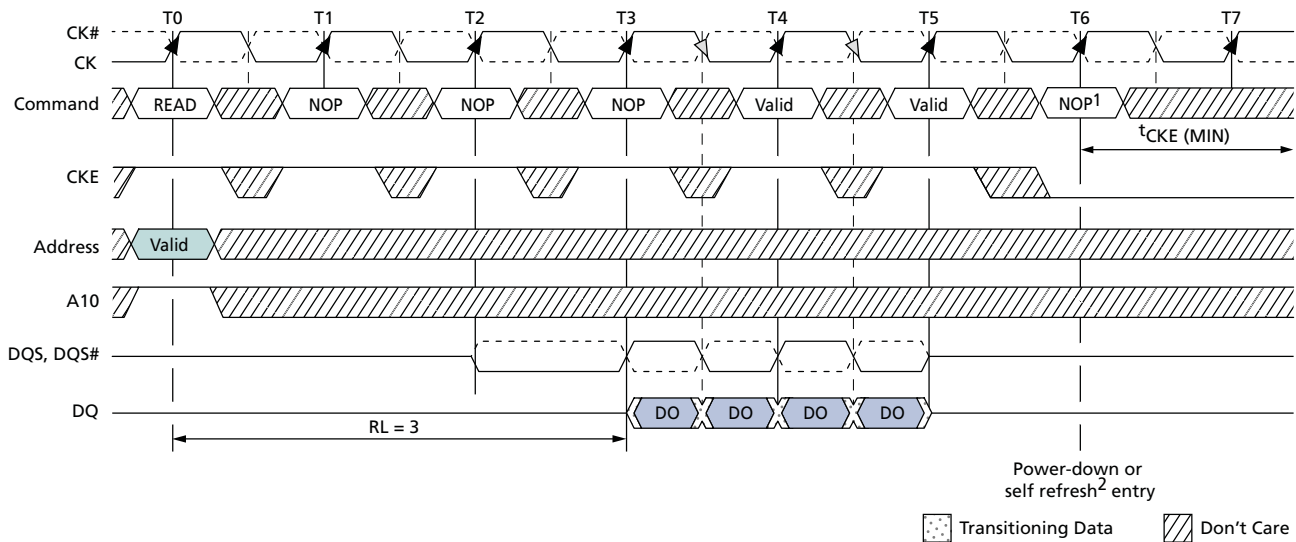 T0 T1 T2 T3 T4 T5 T6 T7
CK#
CK
Command READ NOP NOP NOP Valid Valid NOP1
tCKE (MIN)
CKE
Address Valid
A10
DQS, DQS#
DQ DO DO DO DO
RL = 3
Power-down or
self refresh2 entry
Transitioning Data Don't Care